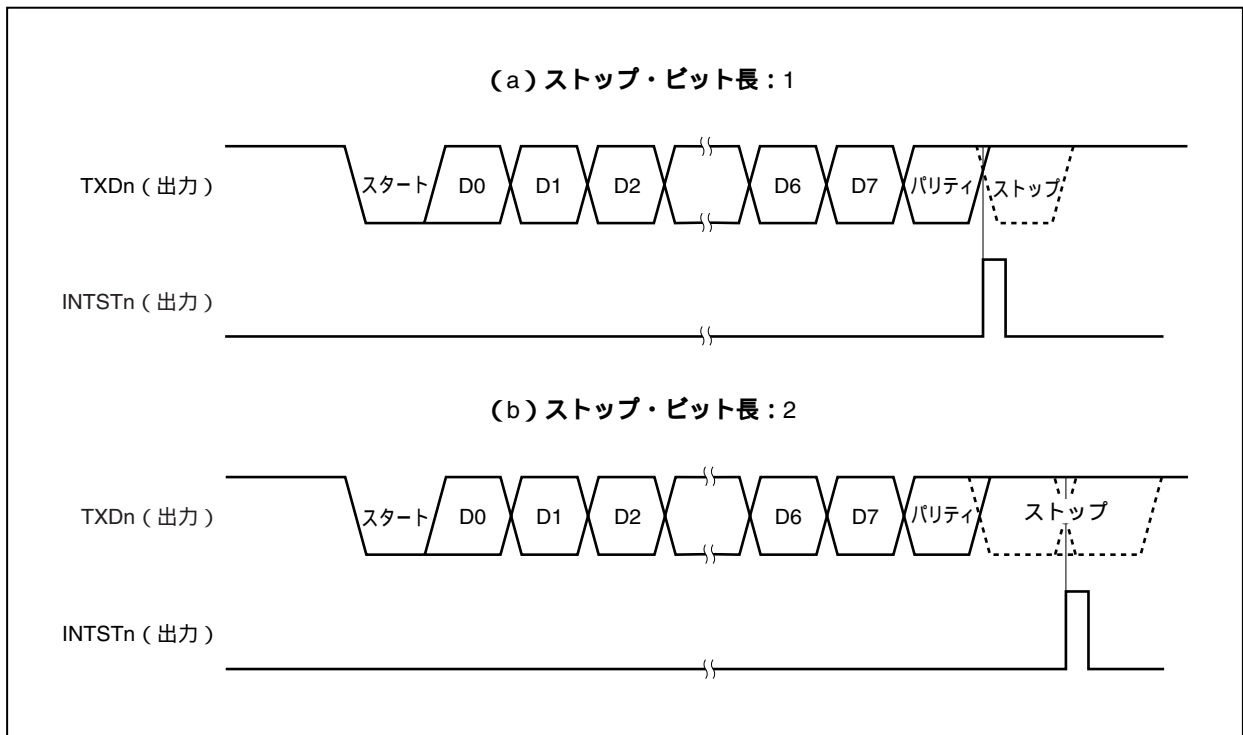 （a）ストップ・ビット長：1
TXDn（出力）
スタート D0 D1 D2 D6 D7 パリティ ストップ
INTSTn（出力）
（b）ストップ・ビット長：2
TXDn（出力）
スタート D0 D1 D2 D6 D7 パリティ ストップ
INTSTn（出力）